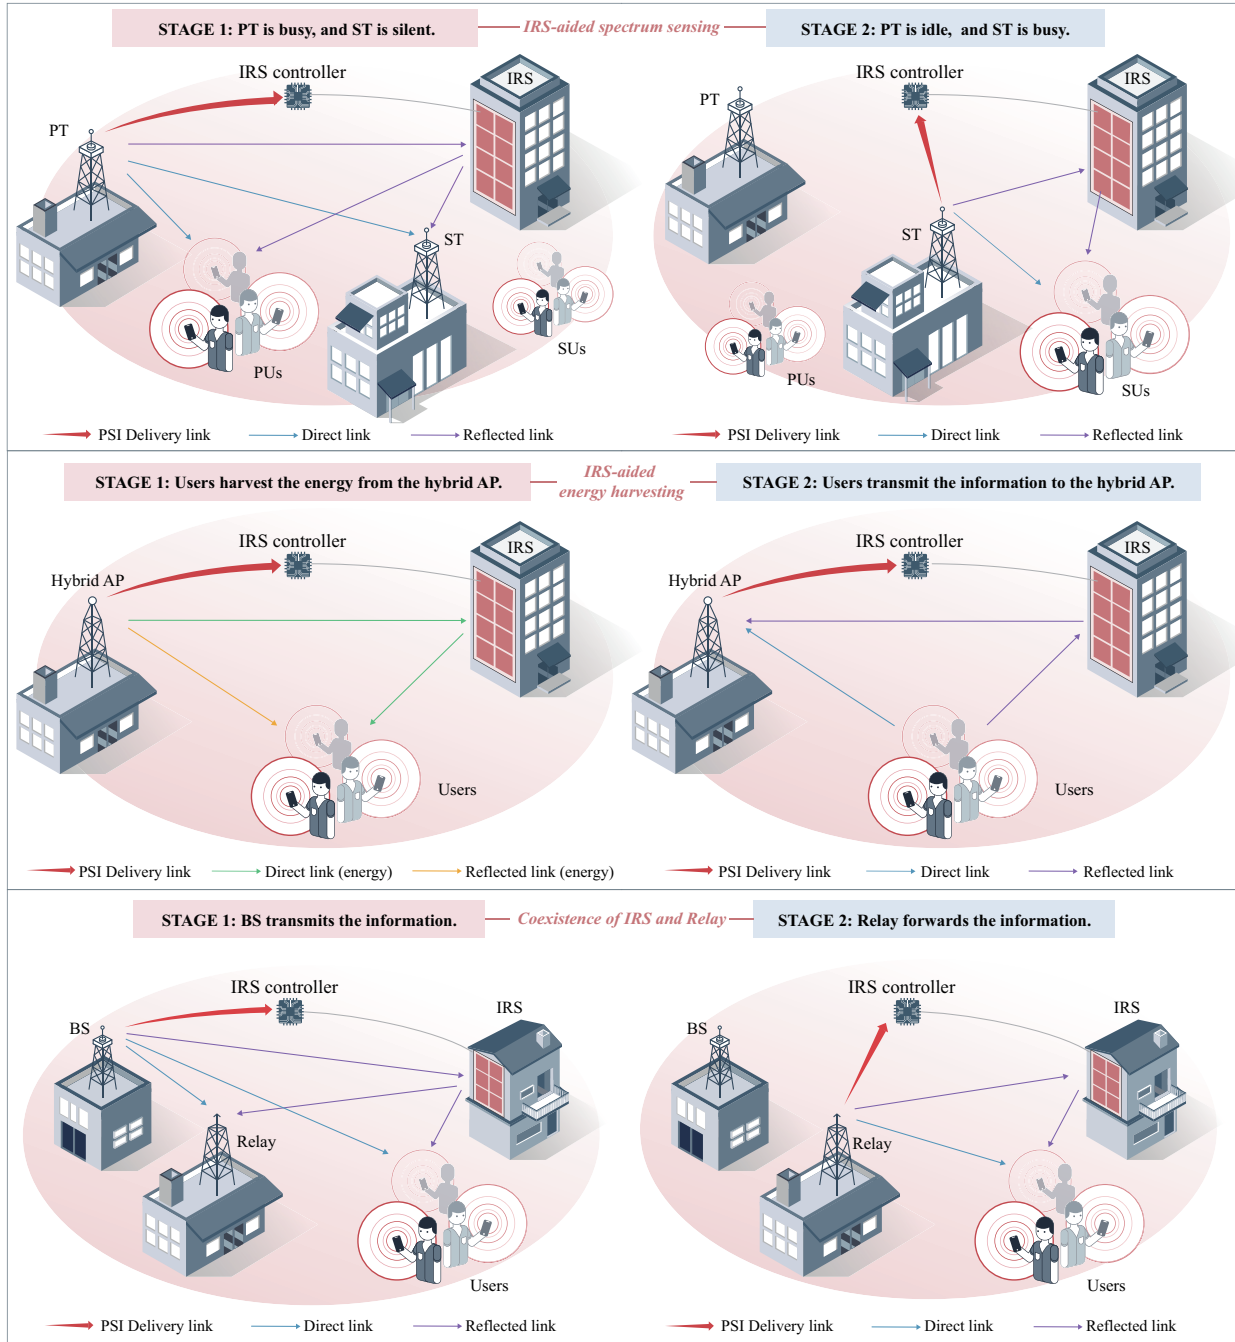 STAGE 1: PT is busy, and ST is silent.
IRS-aided spectrum sensing
STAGE 2: PT is idle, and ST is busy.
IRS controller
IRS
PT
ST
SUs
PUs
PSI Delivery link
Direct link
Reflected link
IRS controller
IRS
PT
ST
PUs
SUs
PSI Delivery link
Direct link
Reflected link
STAGE 1: Users harvest the energy from the hybrid AP.
IRS-aided
energy harvesting
STAGE 2: Users transmit the information to the hybrid AP.
IRS controller
IRS
Hybrid AP
Users
PSI Delivery link
Direct link (energy)
Reflected link (energy)
IRS controller
IRS
Hybrid AP
Users
PSI Delivery link
Direct link
Reflected link
STAGE 1: BS transmits the information.
Coexistence of IRS and Relay
STAGE 2: Relay forwards the information.
IRS controller
IRS
BS
Relay
Users
PSI Delivery link
Direct link
Reflected link
IRS controller
IRS
BS
Relay
Users
PSI Delivery link
Direct link
Reflected link